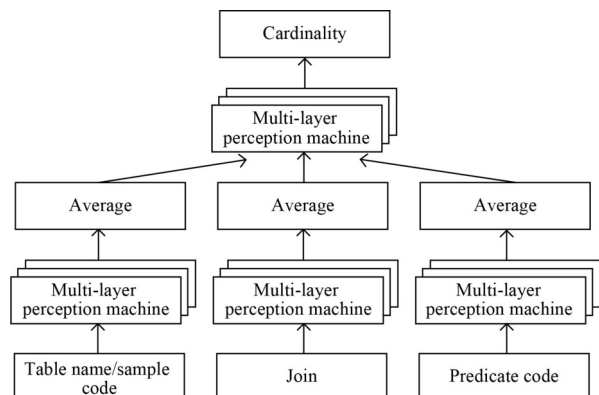 Cardinality
Multi-layer
perception machine
Average
Average
Average
Multi-layer
perception machine
Multi-layer
perception machine
Multi-layer
perception machine
Table name/sample
code
Join
Predicate code